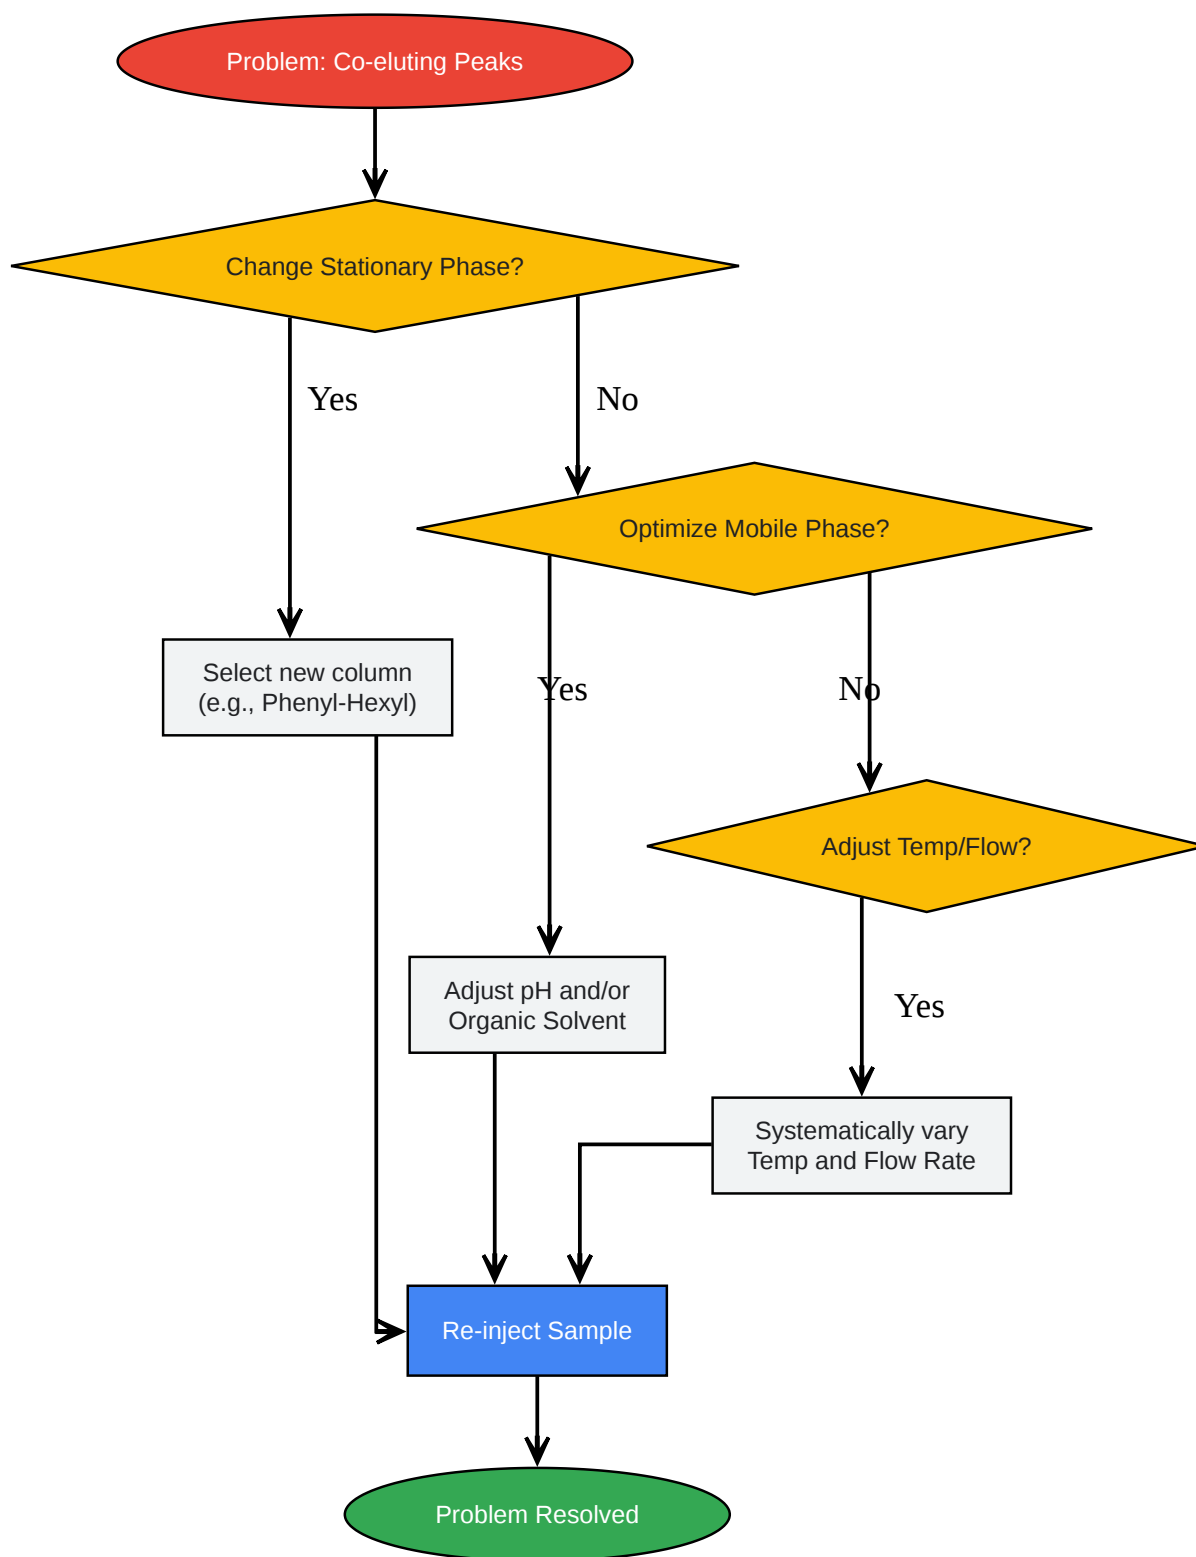 Problem: Co-eluting Peaks
Change Stationary Phase?
Yes
No
Optimize Mobile Phase?
Select new column
(e.g., Phenyl-Hexyl)
Yes
No
Adjust Temp/Flow?
Adjust pH and/or
Organic Solvent
Yes
Systematically vary
Temp and Flow Rate
Re-inject Sample
Problem Resolved